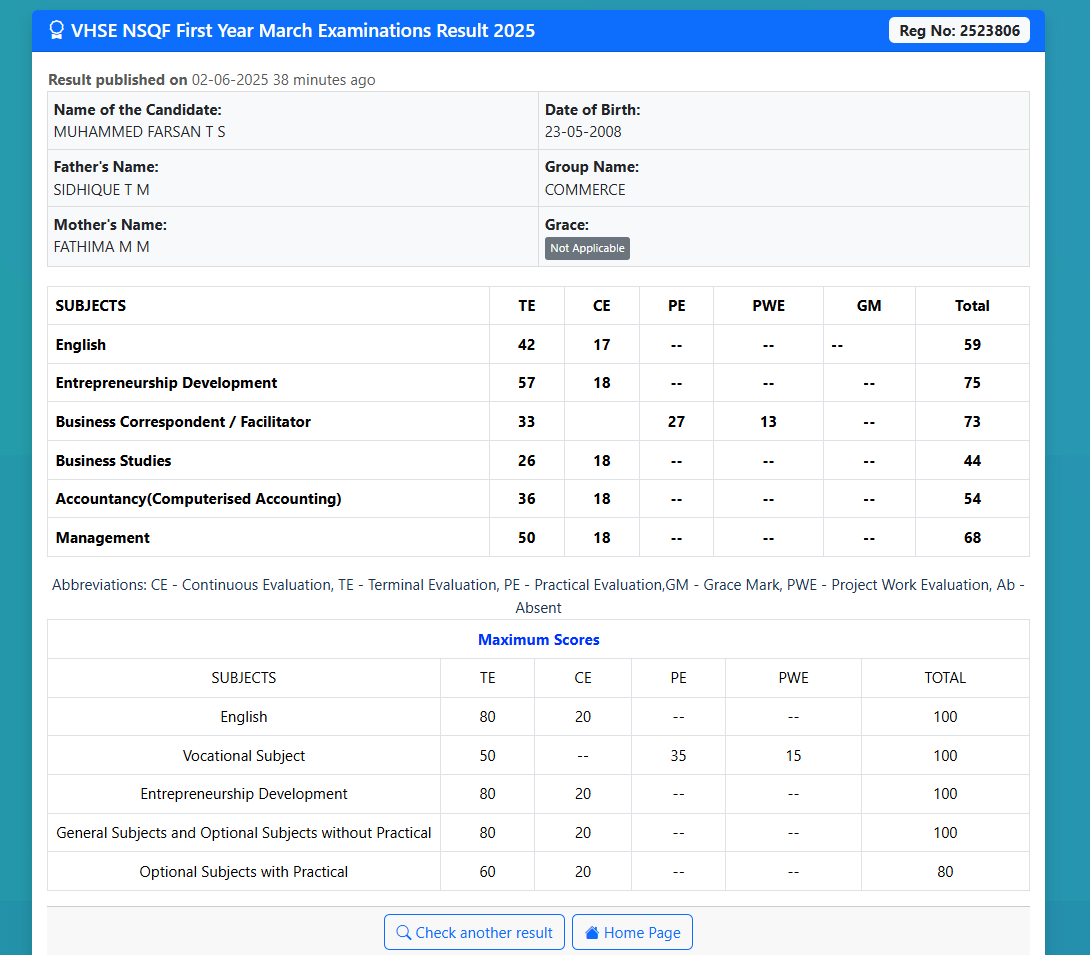 VHSE NSQF First Year March Examinations Result 2025
Reg No: 2523806
Result published on 02-06-2025 38 minutes ago
Name of the Candidate:
MUHAMMED FARSAN T S
Date of Birth:
23-05-2008
Father's Name:
SIDHIQUE T M
Group Name:
COMMERCE
Mother's Name:
FATHIMA M M
Grace:
Not Applicable
SUBJECTS TE CE PE PWE GM Total
English 42 17 -- -- -- 59
Entrepreneurship Development 57 18 -- -- -- 75
Business Correspondent / Facilitator 33 27 13 -- 73
Business Studies 26 18 -- -- -- 44
Accountancy(Computerised Accounting) 36 18 -- -- -- 54
Management 50 18 -- -- -- 68
Abbreviations: CE - Continuous Evaluation, TE - Terminal Evaluation, PE - Practical Evaluation,GM - Grace Mark, PWE - Project Work Evaluation, Ab -
Absent
Maximum Scores
SUBJECTS TE CE PE PWE TOTAL
English 80 20 -- -- 100
Vocational Subject 50 -- 35 15 100
Entrepreneurship Development 80 20 -- -- 100
General Subjects and Optional Subjects without Practical 80 20 -- -- 100
Optional Subjects with Practical 60 20 -- -- 80
Check another result
Home Page